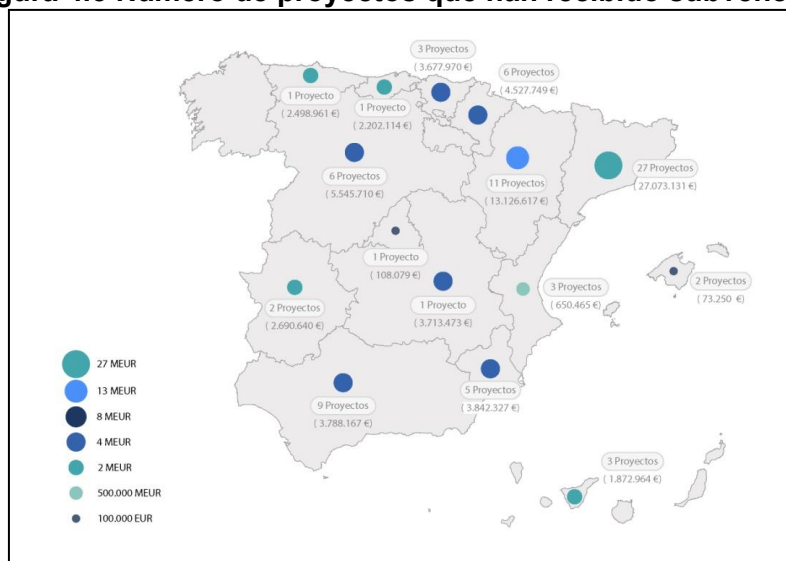 3 Proyectos
( 3.677.970 €)
6 Proyectos
( 4.527.749 €)
1 Proyecto
( 2.498.961 €)
1 Proyecto
( 2.202.114 €)
6 Proyectos
( 5.545.710 €)
11 Proyectos
( 13.126.617 €)
27 Proyectos
(27.073.131 €)
1 Proyecto
( 108.079 €)
2 Proyectos
( 2.690.640 €)
1 Proyecto
( 3.713.473 €)
3 Proyectos
( 650.465 €)
2 Proyectos
( 73.250 €)
9 Proyectos
( 3.788.167 €)
5 Proyectos
( 3.842.327 €)
3 Proyectos
( 1.872.964 €)
27 MEUR
13 MEUR
8 MEUR
4 MEUR
2 MEUR
500.000 MEUR
100.000 EUR